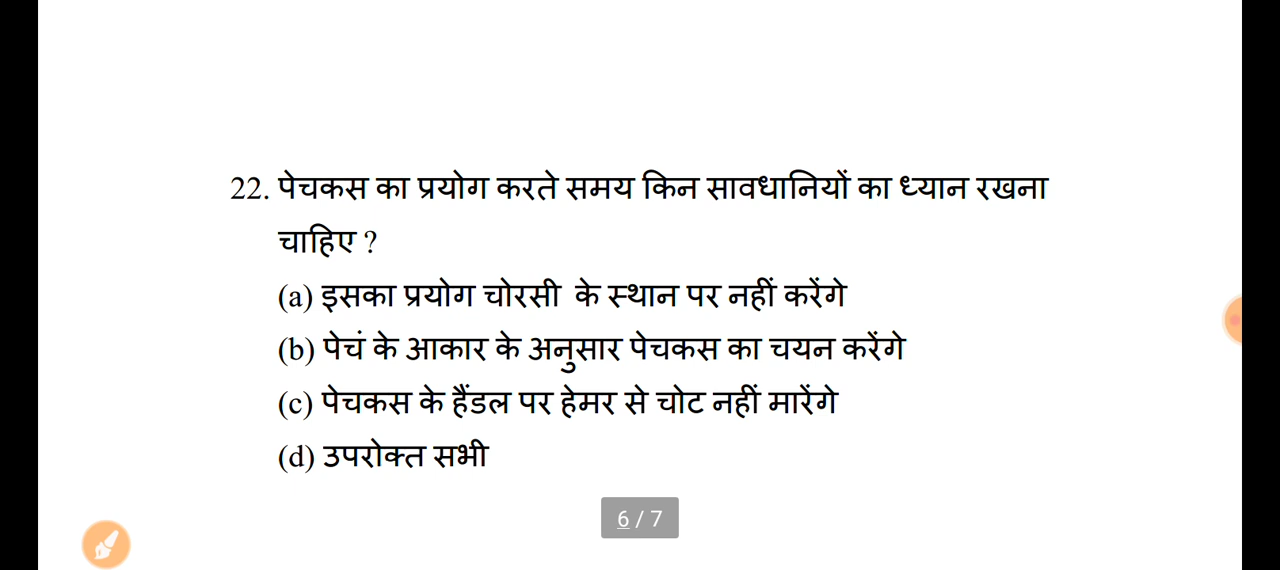 22. पेचकस का प्रयोग करते समय किन सावधानियों का ध्यान रखना
चाहिए ?
(a) इसका प्रयोग चोरसी के स्थान पर नहीं करेंगे
(b) पेचं के आकार के अनुसार पेचकस का चयन करेंगे
(c) पेचकस के हैंडल पर हेमर से चोट नहीं मारेंगे
(d) उपरोक्त सभी
6 / 7